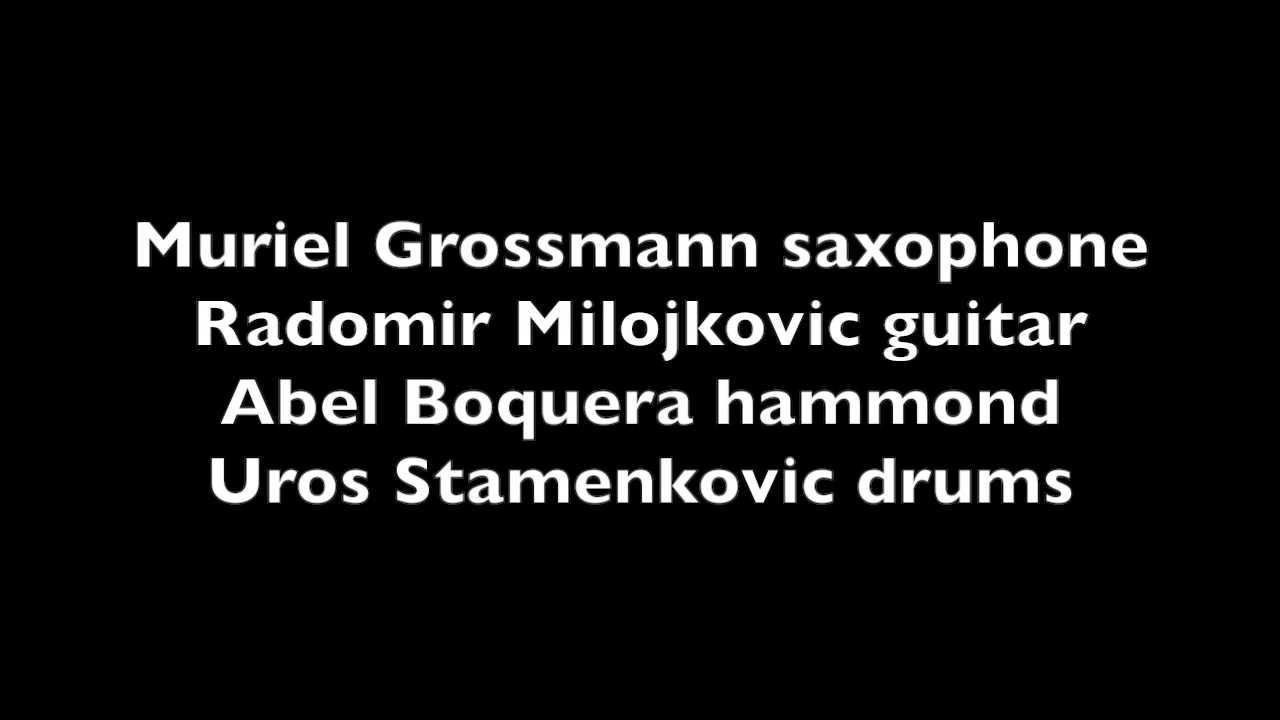 Muriel Grossmann saxophone
Radomir Milojkovic guitar
Abel Boquera hammond
Uros Stamenkovic drums